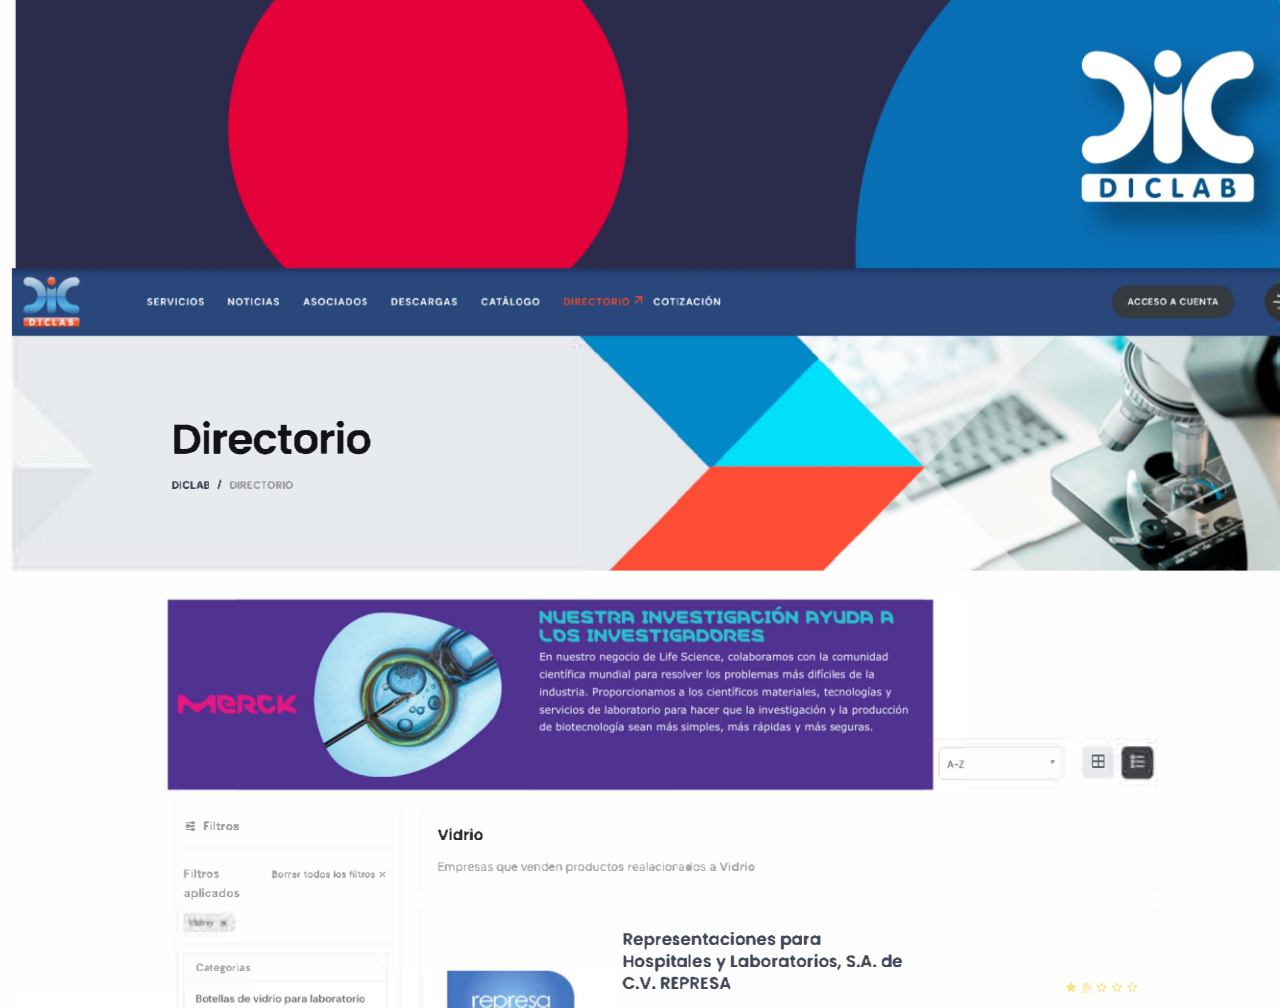 DICLAB
DICLAB
SERVICIOS NOTICIAS ASOCIADOS DESCARGAS CATÁLOGO DIRECTORIO COTIZACIÓN ACCESO A CUENTA
Directorio
DICLAB / DIRECTORIO
MERCK
NUESTRA INVESTIGACIÓN AYUDA A
LOS INVESTIGADORES
En nuestro negocio de Life Science, colaboramos con la comunidad
científica mundial para resolver los problemas más difíciles de la
industria. Proporcionamos a los científicos materiales, tecnologías y
servicios de laboratorio para hacer que la investigación y la producción
de biotecnología sean más simples, más rápidas y más seguras.
A-Z
Filtros
Filtros
aplicados
Borrar todos los filtros ×
Vidrio ×
Categorias
Botellas de vidrio para laboratorio
Vidrio
Empresas que venden productos realacionados a Vidrio
represa
Representaciones para
Hospitales y Laboratorios, S.A. de
C.V. REPRESA